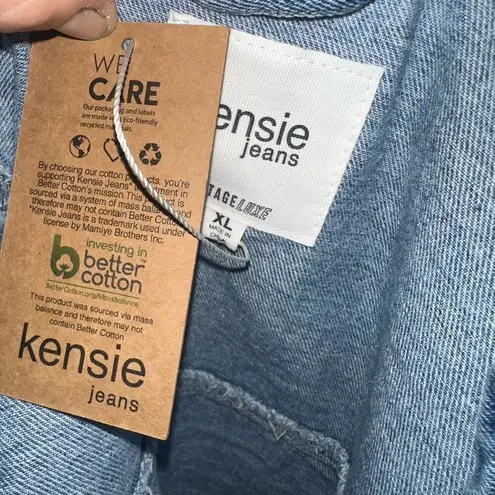 WE
CARE
Our packaging and labels
are made with Eco-friendly
recycled materials.
By choosing our cotton products, you're
supporting Kensie Jeans' investment in
Better Cotton's mission. This product is
sourced via a system of mass balance and
therefore may not contain Better Cotton.
*Kensie Jeans is a trademark used under
license by Mamiye Brothers Inc.
investing in
better
cotton
BetterCotton.org/MassBalance
This product was sourced via mass
balance and therefore may not
contain Better Cotton
kensie
jeans
ensie
jeans
TAGE LUXE
XL
MADE IN